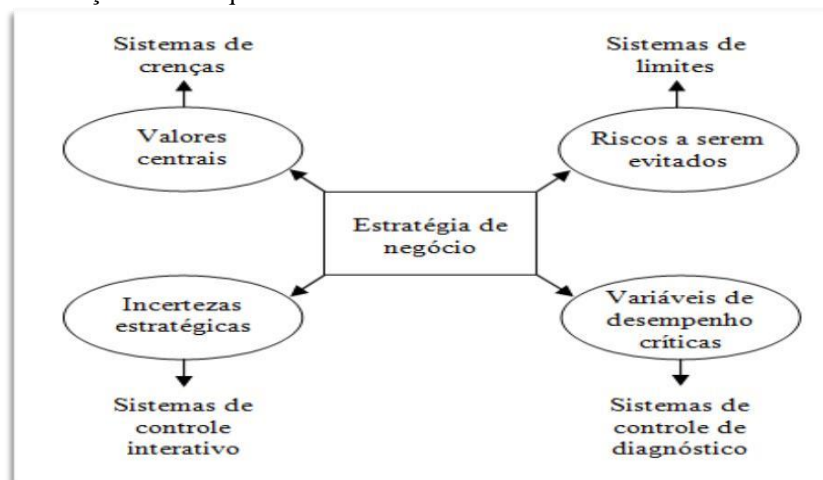 Sistemas de
crenças
Sistemas de
limites
Valores
centrais
Riscos a serem
evitados
Estratégia de
negócio
Incertezas
estratégicas
Variáveis de
desempenho
críticas
Sistemas de
controle
interativo
Sistemas de
controle de
diagnóstico